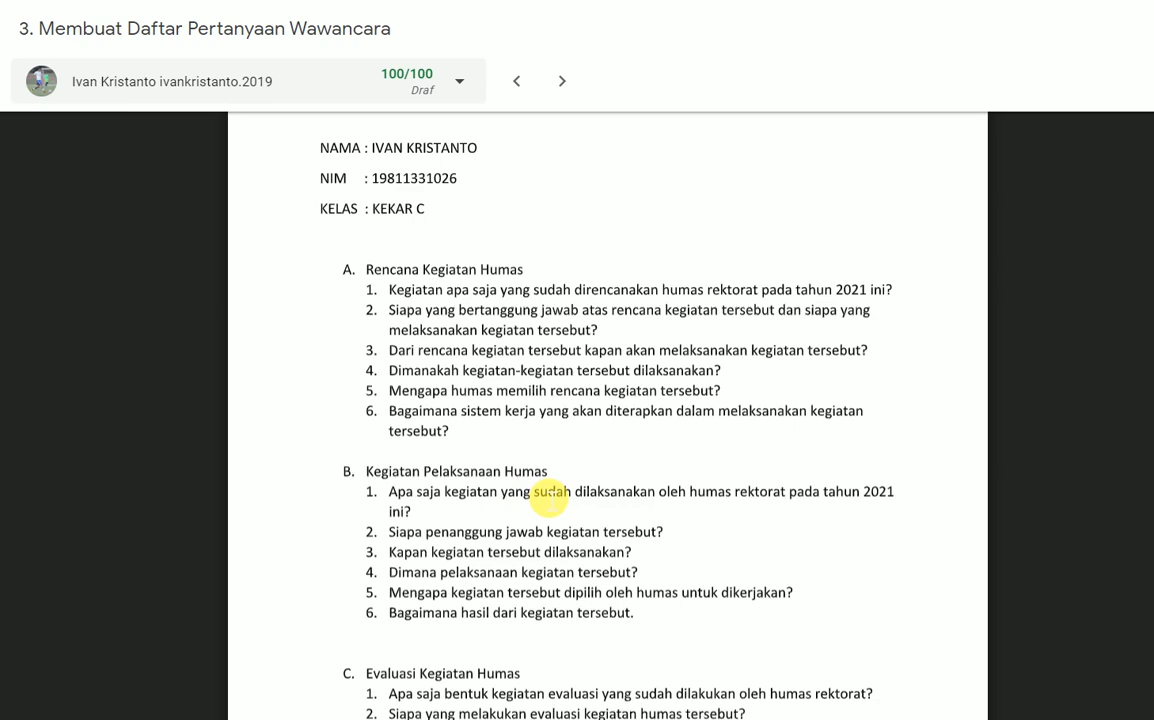 3. Membuat Daftar Pertanyaan Wawancara
Ivan Kristanto ivankristanto.2019
100/100
Draf
NAMA : IVAN KRISTANTO
NIM : 19811331026
KELAS : KEKAR C
A. Rencana Kegiatan Humas
1. Kegiatan apa saja yang sudah direncanakan humas rektorat pada tahun 2021 ini?
2. Siapa yang bertanggung jawab atas rencana kegiatan tersebut dan siapa yang
melaksanakan kegiatan tersebut?
3. Dari rencana kegiatan tersebut kapan akan melaksanakan kegiatan tersebut?
4. Dimanakah kegiatan-kegiatan tersebut dilaksanakan?
5. Mengapa humas memilih rencana kegiatan tersebut?
6. Bagaimana sistem kerja yang akan diterapkan dalam melaksanakan kegiatan
tersebut?
B. Kegiatan Pelaksanaan Humas
1. Apa saja kegiatan yang sudah dilaksanakan oleh humas rektorat pada tahun 2021
ini?
2. Siapa penanggung jawab kegiatan tersebut?
3. Kapan kegiatan tersebut dilaksanakan?
4. Dimana pelaksanaan kegiatan tersebut?
5. Mengapa kegiatan tersebut dipilih oleh humas untuk dikerjakan?
6. Bagaimana hasil dari kegiatan tersebut.
C. Evaluasi Kegiatan Humas
1. Apa saja bentuk kegiatan evaluasi yang sudah dilakukan oleh humas rektorat?
2. Siapa yang melakukan evaluasi kegiatan humas tersebut?